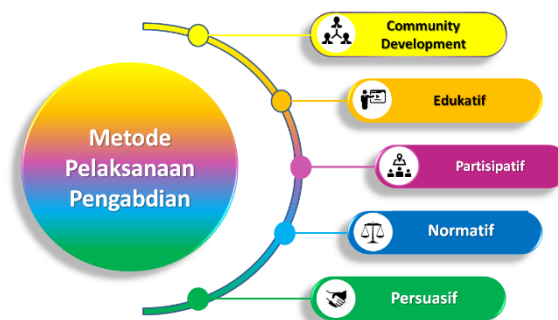 Metode
Pelaksanaan
Pengabdian
Community
Development
Edukatif
Partisipatif
Normatif
Persuasif